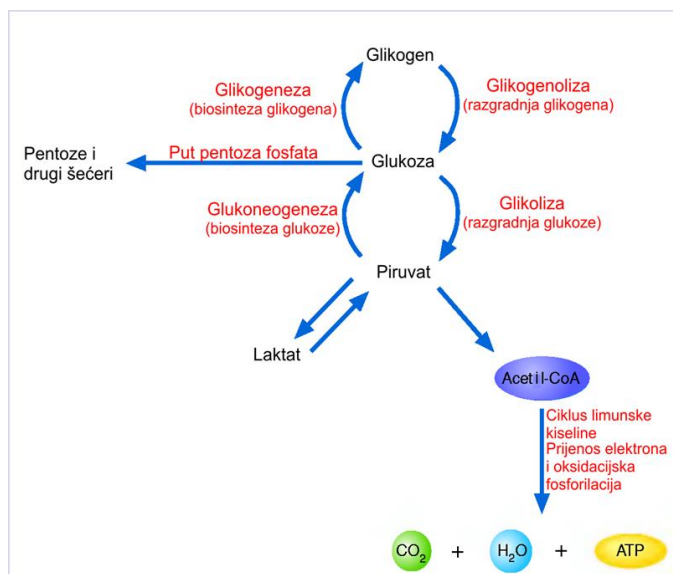 Glikogen
Glikogeneza
(biosinteza glikogena)
Glikogenoliza
(razgradnja glikogena)
Pentoze i
drugi šećeri
Put pentoza fosfata
Glukoza
Glukoneogeneza
(biosinteza glukoze)
Glikoliza
(razgradnja glukoze)
Piruvat
Laktat
Acetil-CoA
Ciklus limunske
kiseline
Prijenos elektrona
i oksidacijska
fosforilacija
CO₂ + H₂O + ATP